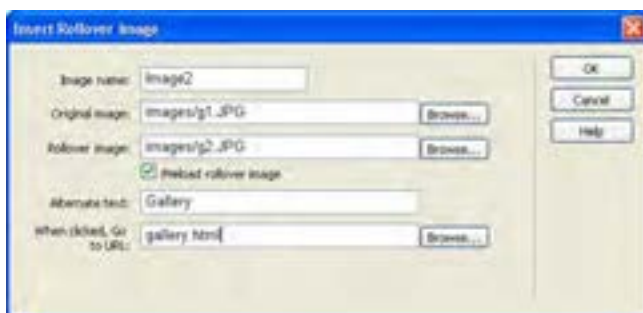 Insert Rollover Image
Image name: Image2
OK
Original image: images/g1.JPG Browse...
Cancel
Rollover image: images/g2.JPG Browse...
Help
Preload rollover image
Alternate text: Gallery
When clicked, Go
to URL: gallery.html Browse...